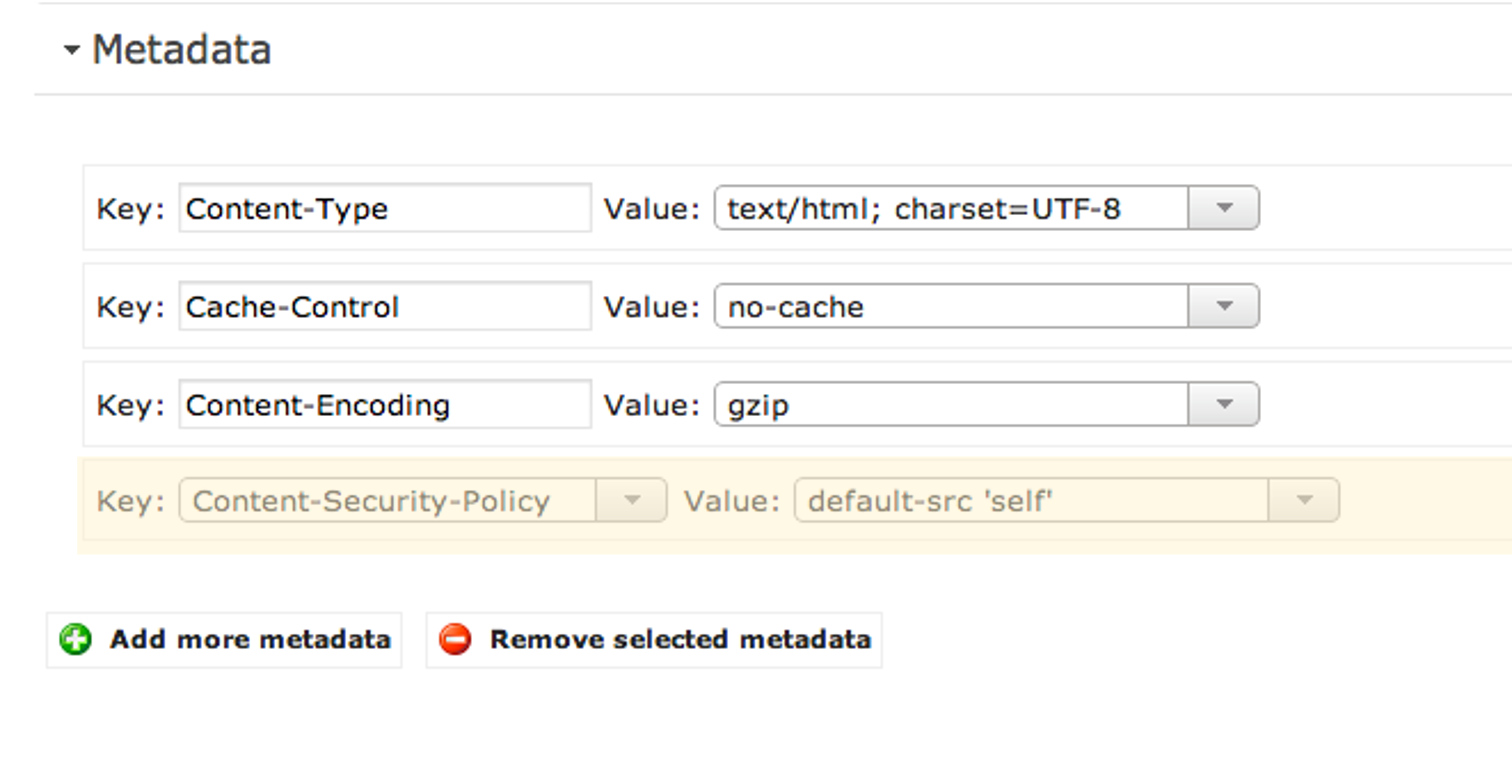 Metadata
Key: Content-Type Value: text/html; charset=UTF-8
Key: Cache-Control Value: no-cache
Key: Content-Encoding Value: gzip
Key: Content-Security-Policy Value: default-src 'self'
Add more metadata Remove selected metadata